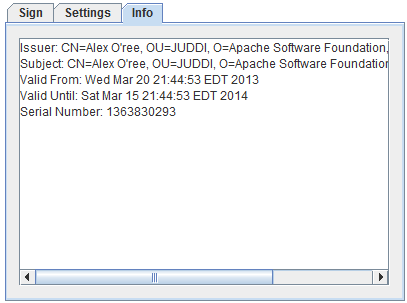 Sign Settings Info
Issuer: CN=Alex O'ree, OU=JUDDI, O=Apache Software Foundation,
Subject: CN=Alex O'ree, OU=JUDDI, O=Apache Software Foundation
Valid From: Wed Mar 20 21:44:53 EDT 2013
Valid Until: Sat Mar 15 21:44:53 EDT 2014
Serial Number: 1363830293